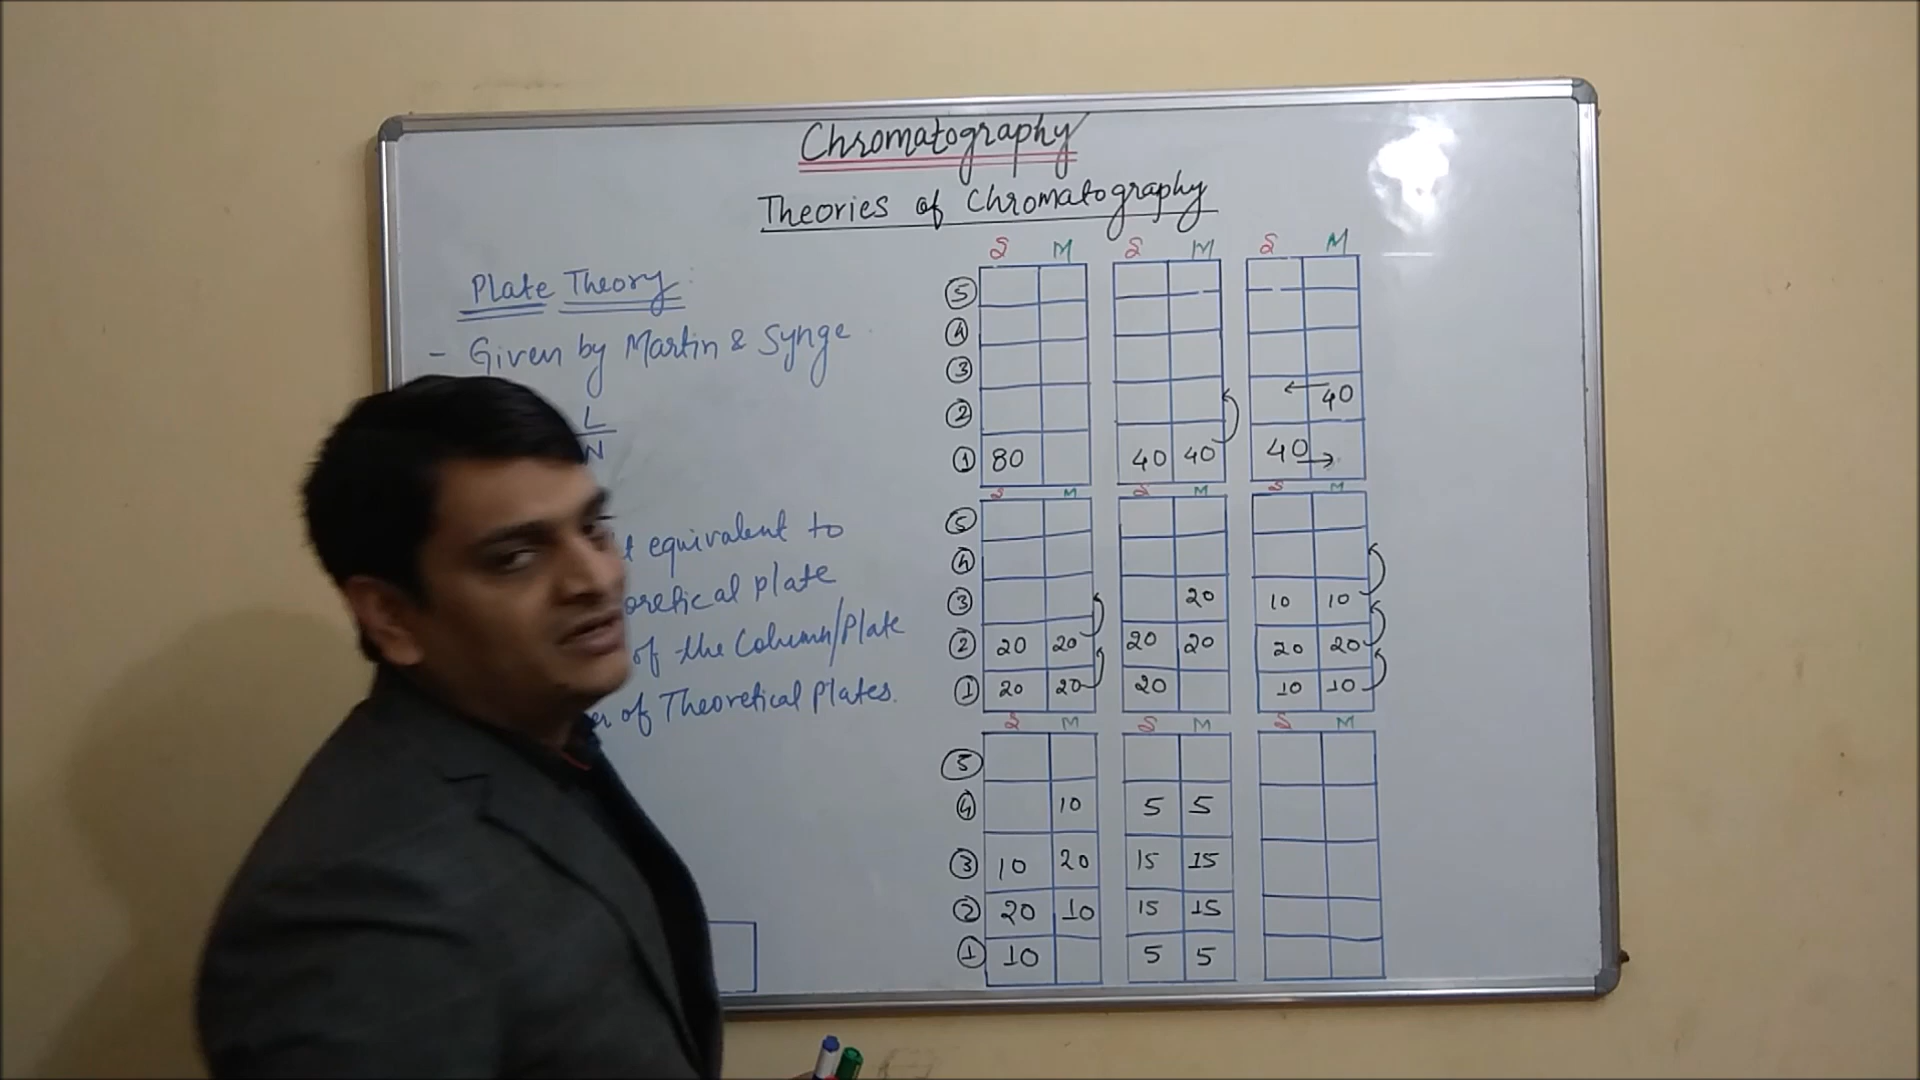 Chromatography
Theories of Chromatography
Plate Theory:
- Given by Martin & Synge
L
N
equivalent to
plate
of the Column/Plate
of Theoretical Plates.
S M S M S M
5
4
3
2 ← 40
1 80 40 40 40 →
S M S M S M
5
4
3 20 10 10
2 20 20 20 20 20 20
1 20 20 20 10 10
S M S M S M
5
4 10 5 5
3 10 20 15 15
2 20 10 15 15
1 10 5 5